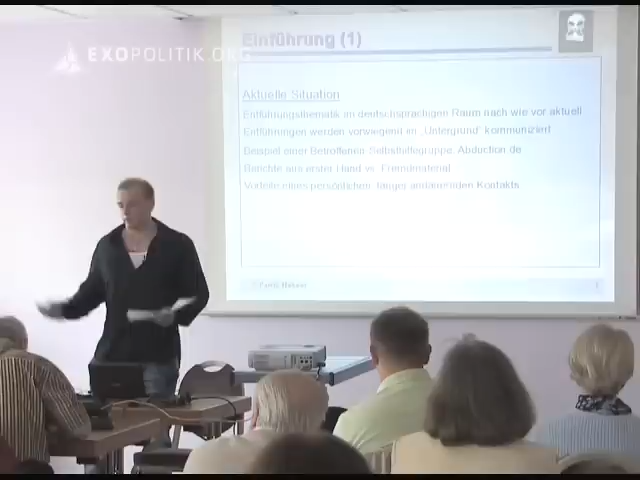 EXOPOLITIK.ORG
Einführung (1)
Aktuelle Situation
Entführungsthematik im deutschsprachigen Raum nach wie vor aktuell
Entführungen werden vorwiegend im „Untergrund" kommuniziert
Beispiel einer Betroffenen-Selbsthilfegruppe: Abduction.de
Berichte aus erster Hand vs. Fremdmaterial
Vorteile eines persönlichen, länger andauernden Kontakts